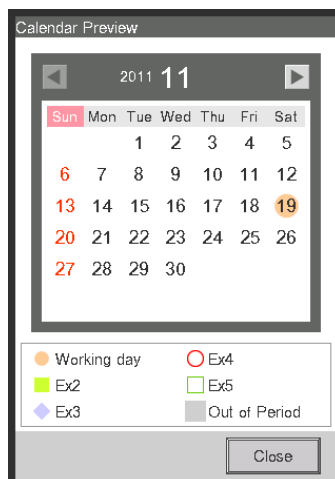 Calendar Preview
2011 11
Sun Mon Tue Wed Thu Fri Sat
1 2 3 4 5
6 7 8 9 10 11 12
13 14 15 16 17 18 19
20 21 22 23 24 25 26
27 28 29 30
Working day Ex4
Ex2 Ex5
Ex3 Out of Period
Close